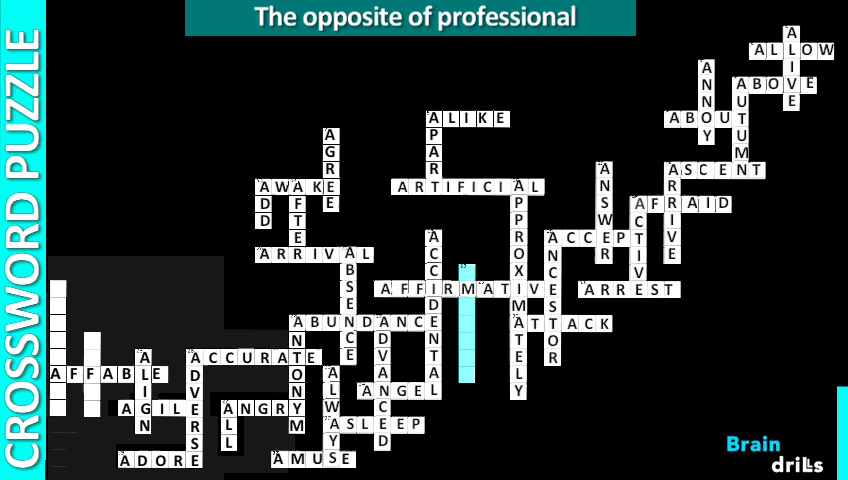 The opposite of professional
CROSSWORD PUZZLE
ALIVE
ALLOW
ANNOY
ABOVE
AUTUMN
ALIKE
ABOUT
APART
AGREE
ANSWER
ASCENT
ARRIVE
AWAKE
ARTIFICIAL
ADD
AFTER
APPROXIMATELY
AFRAID
ACTIVE
ACCIDENTAL
ACCEPT
ANCESTOR
ARRIVAL
ABSENCE
AFFIRMATIVE
ARREST
ABUNDANCE
ANTONYM
ADVANCED
ATTACK
ALIGN
ACCURATE
ADVERSE
AFFABLE
ALWAYS
ANGEL
AGILE
ANGRY
ALL
ASLEEP
ADORE
AMUSE
Brain
drills